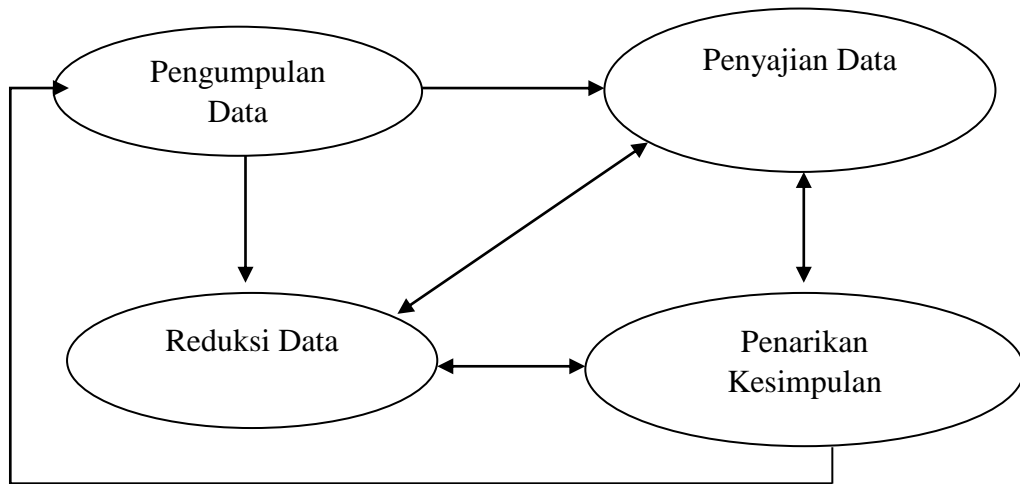 Pengumpulan
Data
Penyajian Data
Reduksi Data
Penarikan
Kesimpulan